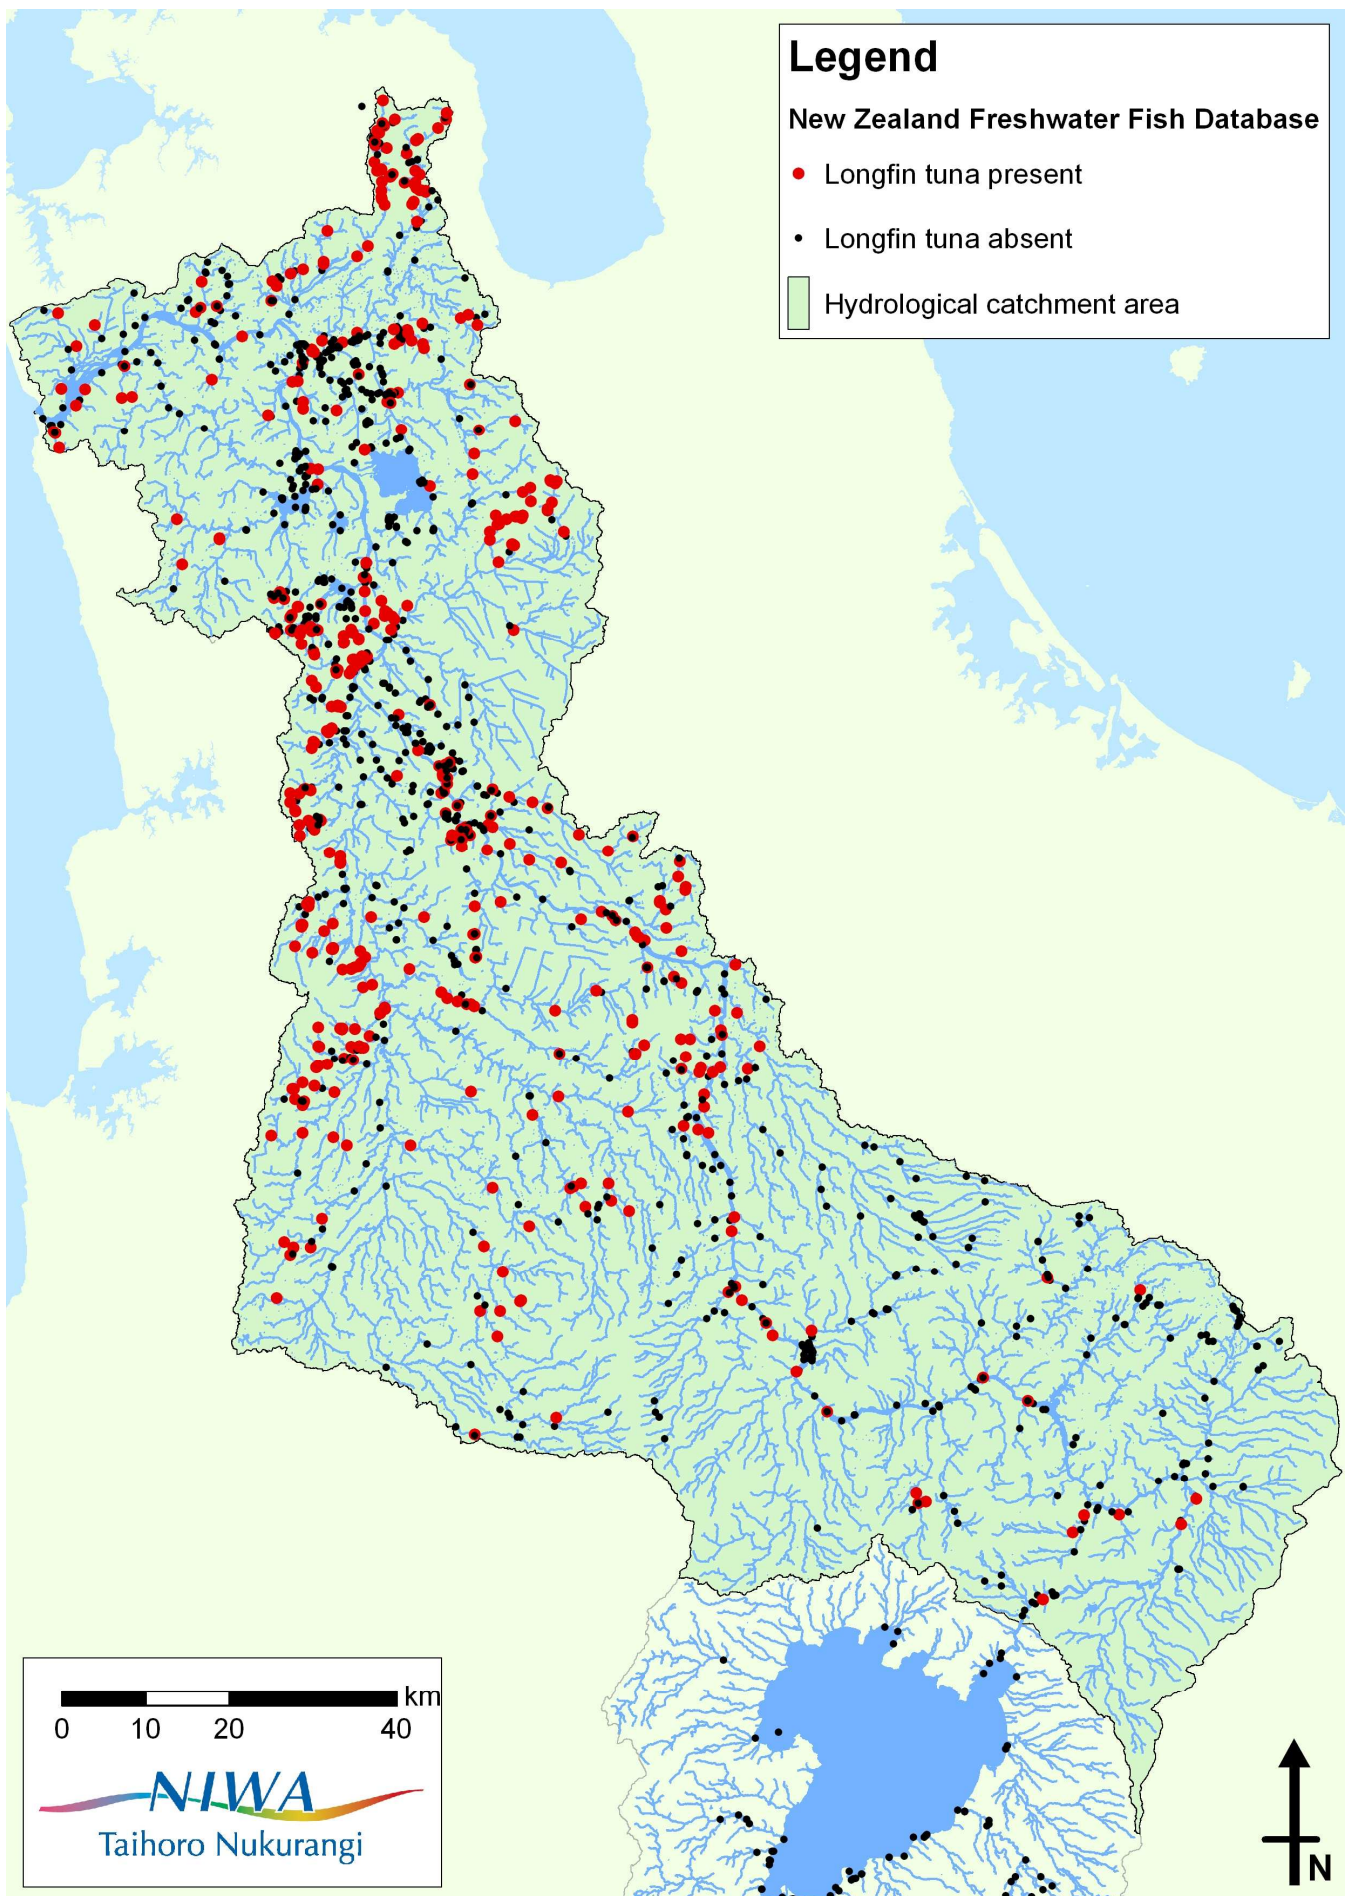 Legend
New Zealand Freshwater Fish Database
Longfin tuna present
Longfin tuna absent
Hydrological catchment area
km
0 10 20 40
NIWA
Taihoro Nukurangi
N